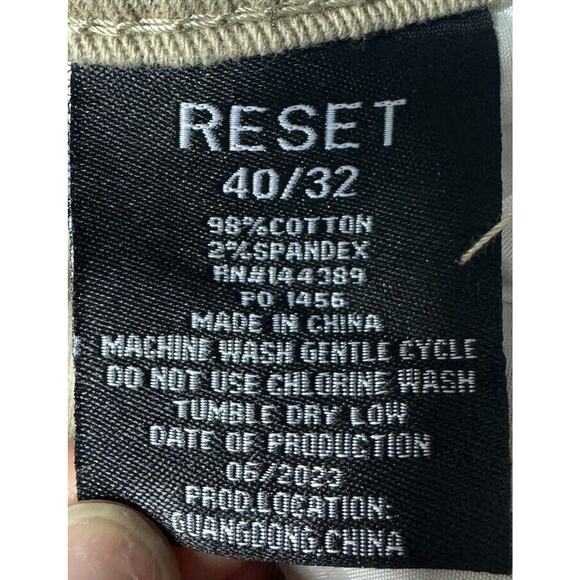 RESET
40/32
98%COTTON
2%SPANDEX
RN#144389
PO 1456
MADE IN CHINA
MACHINE WASH GENTLE CYCLE
DO NOT USE CHLORINE WASH
TUMBLE DRY LOW
DATE OF PRODUCTION
06/2023
PROD.LOCATION:
GUANGDONG,CHINA